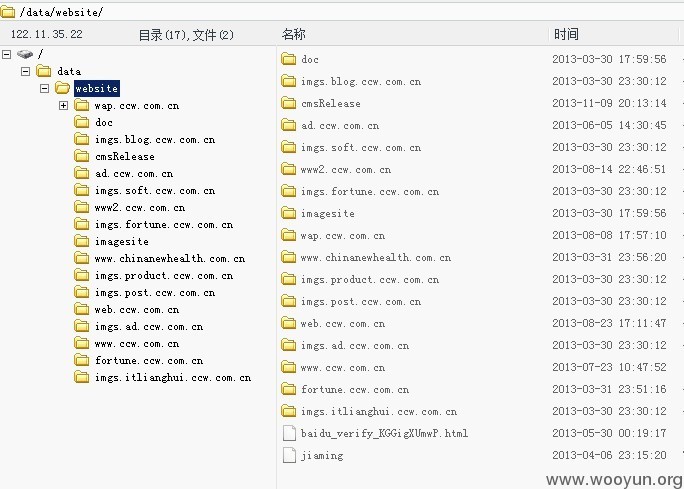 /data/website/
122.11.35.22 目录(17),文件(2) 名称 时间
/
data
website
wap.ccw.com.cn
doc
imgs.blog.ccw.com.cn
cmsRelease
ad.ccw.com.cn
imgs.soft.ccw.com.cn
www2.ccw.com.cn
imgs.fortune.ccw.com.cn
imagesite
www.chinanewhealth.com.cn
imgs.product.ccw.com.cn
imgs.post.ccw.com.cn
web.ccw.com.cn
imgs.ad.ccw.com.cn
www.ccw.com.cn
fortune.ccw.com.cn
imgs.itlianghui.ccw.com.cn
doc 2013-03-30 17:59:56
imgs.blog.ccw.com.cn 2013-03-30 23:30:12
cmsRelease 2013-11-09 20:13:14
ad.ccw.com.cn 2013-06-05 14:30:45
imgs.soft.ccw.com.cn 2013-03-30 23:30:12
www2.ccw.com.cn 2013-08-14 22:46:51
imgs.fortune.ccw.com.cn 2013-03-30 23:30:12
imagesite 2013-03-30 17:59:56
wap.ccw.com.cn 2013-08-08 17:57:10
www.chinanewhealth.com.cn 2013-03-31 23:56:20
imgs.product.ccw.com.cn 2013-03-30 23:30:12
imgs.post.ccw.com.cn 2013-03-30 23:30:12
web.ccw.com.cn 2013-08-23 17:11:47
imgs.ad.ccw.com.cn 2013-03-30 23:30:12
www.ccw.com.cn 2013-07-23 10:47:52
fortune.ccw.com.cn 2013-03-31 23:51:16
imgs.itlianghui.ccw.com.cn 2013-03-30 23:30:12
baidu_verify_KGGigXUmwP.html 2013-05-30 00:19:17
jiaming 2013-04-06 23:15:20
www.wooyun.org